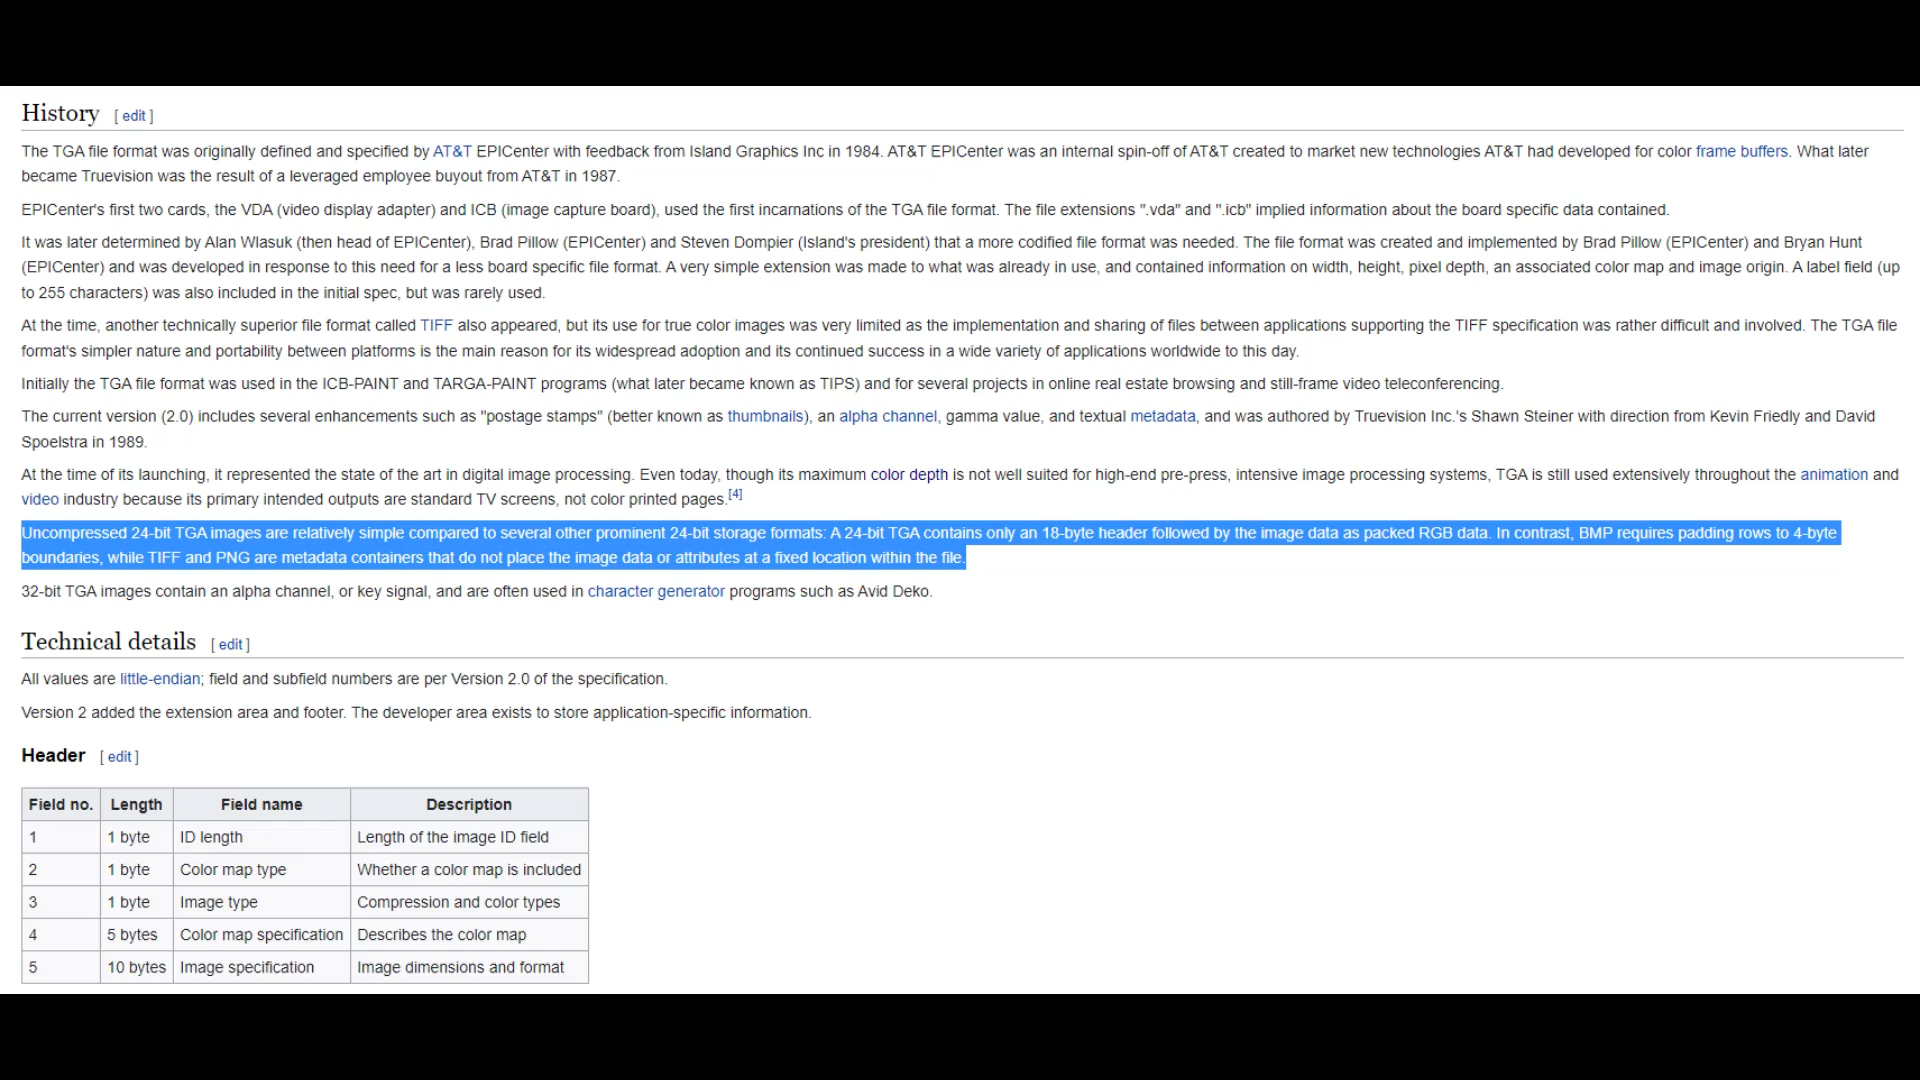 History [ edit ]
The TGA file format was originally defined and specified by AT&T EPICenter with feedback from Island Graphics Inc in 1984. AT&T EPICenter was an internal spin-off of AT&T created to market new technologies AT&T had developed for color frame buffers. What later
became Truevision was the result of a leveraged employee buyout from AT&T in 1987.
EPICenter's first two cards, the VDA (video display adapter) and ICB (image capture board), used the first incarnations of the TGA file format. The file extensions ".vda" and ".icb" implied information about the board specific data contained.
It was later determined by Alan Wlasuk (then head of EPICenter), Brad Pillow (EPICenter) and Steven Dompier (Island's president) that a more codified file format was needed. The file format was created and implemented by Brad Pillow (EPICenter) and Bryan Hunt
(EPICenter) and was developed in response to this need for a less board specific file format. A very simple extension was made to what was already in use, and contained information on width, height, pixel depth, an associated color map and image origin. A label field (up
to 255 characters) was also included in the initial spec, but was rarely used.
At the time, another technically superior file format called TIFF also appeared, but its use for true color images was very limited as the implementation and sharing of files between applications supporting the TIFF specification was rather difficult and involved. The TGA file
format's simpler nature and portability between platforms is the main reason for its widespread adoption and its continued success in a wide variety of applications worldwide to this day.
Initially the TGA file format was used in the ICB-PAINT and TARGA-PAINT programs (what later became known as TIPS) and for several projects in online real estate browsing and still-frame video teleconferencing.
The current version (2.0) includes several enhancements such as "postage stamps" (better known as thumbnails), an alpha channel, gamma value, and textual metadata, and was authored by Truevision Inc.'s Shawn Steiner with direction from Kevin Friedly and David
Spoelstra in 1989.
At the time of its launching, it represented the state of the art in digital image processing. Even today, though its maximum color depth is not well suited for high-end pre-press, intensive image processing systems, TGA is still used extensively throughout the animation and
video industry because its primary intended outputs are standard TV screens, not color printed pages.[4]
Uncompressed 24-bit TGA images are relatively simple compared to several other prominent 24-bit storage formats: A 24-bit TGA contains only an 18-byte header followed by the image data as packed RGB data. In contrast, BMP requires padding rows to 4-byte
boundaries, while TIFF and PNG are metadata containers that do not place the image data or attributes at a fixed location within the file.
32-bit TGA images contain an alpha channel, or key signal, and are often used in character generator programs such as Avid Deko.
Technical details [ edit ]
All values are little-endian; field and subfield numbers are per Version 2.0 of the specification.
Version 2 added the extension area and footer. The developer area exists to store application-specific information.
Header [ edit ]
Field no. Length Field name Description
1 1 byte ID length Length of the image ID field
2 1 byte Color map type Whether a color map is included
3 1 byte Image type Compression and color types
4 5 bytes Color map specification Describes the color map
5 10 bytes Image specification Image dimensions and format